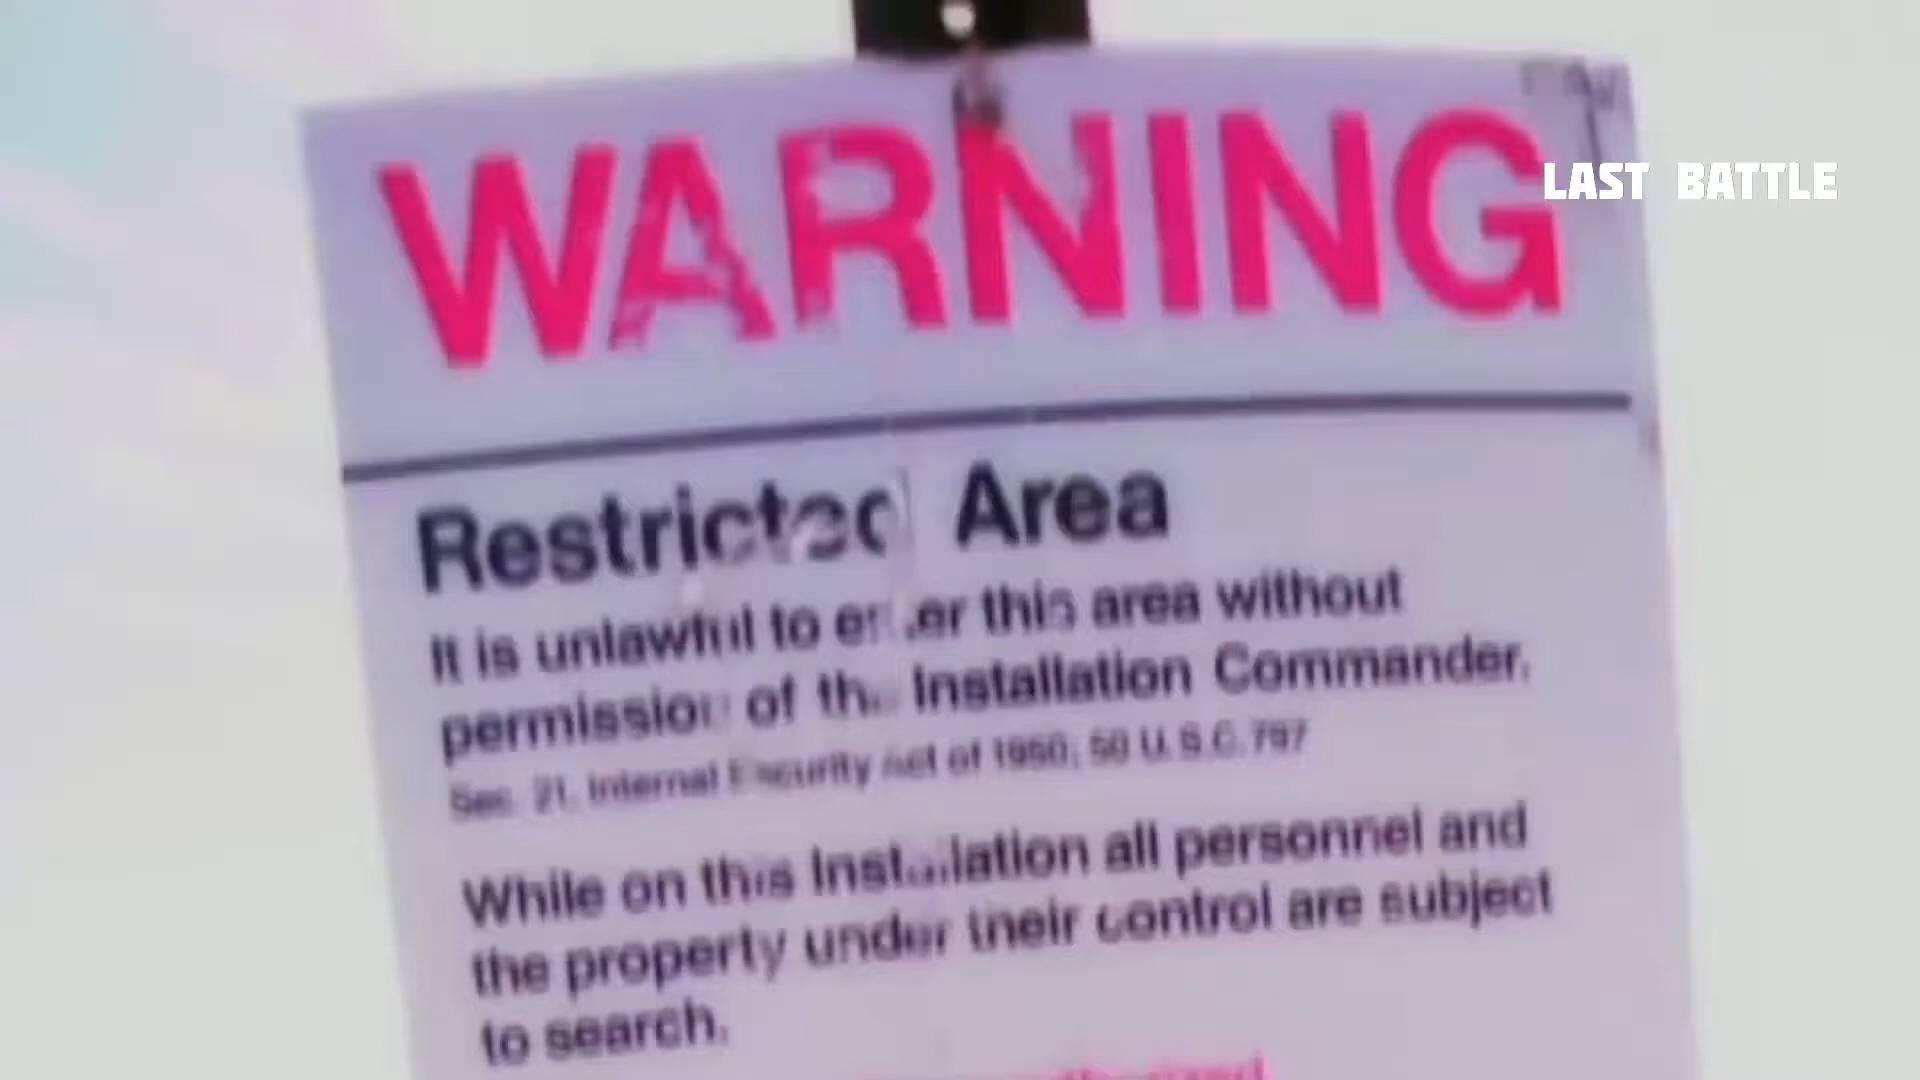 WARNING
LAST BATTLE
Restricted Area
It is unlawful to enter this area without
permission of the Installation Commander.
Sec. 21, Internal Security Act of 1950; 50 U.S.C. 797
While on this Installation all personnel and
the property under their control are subject
to search.